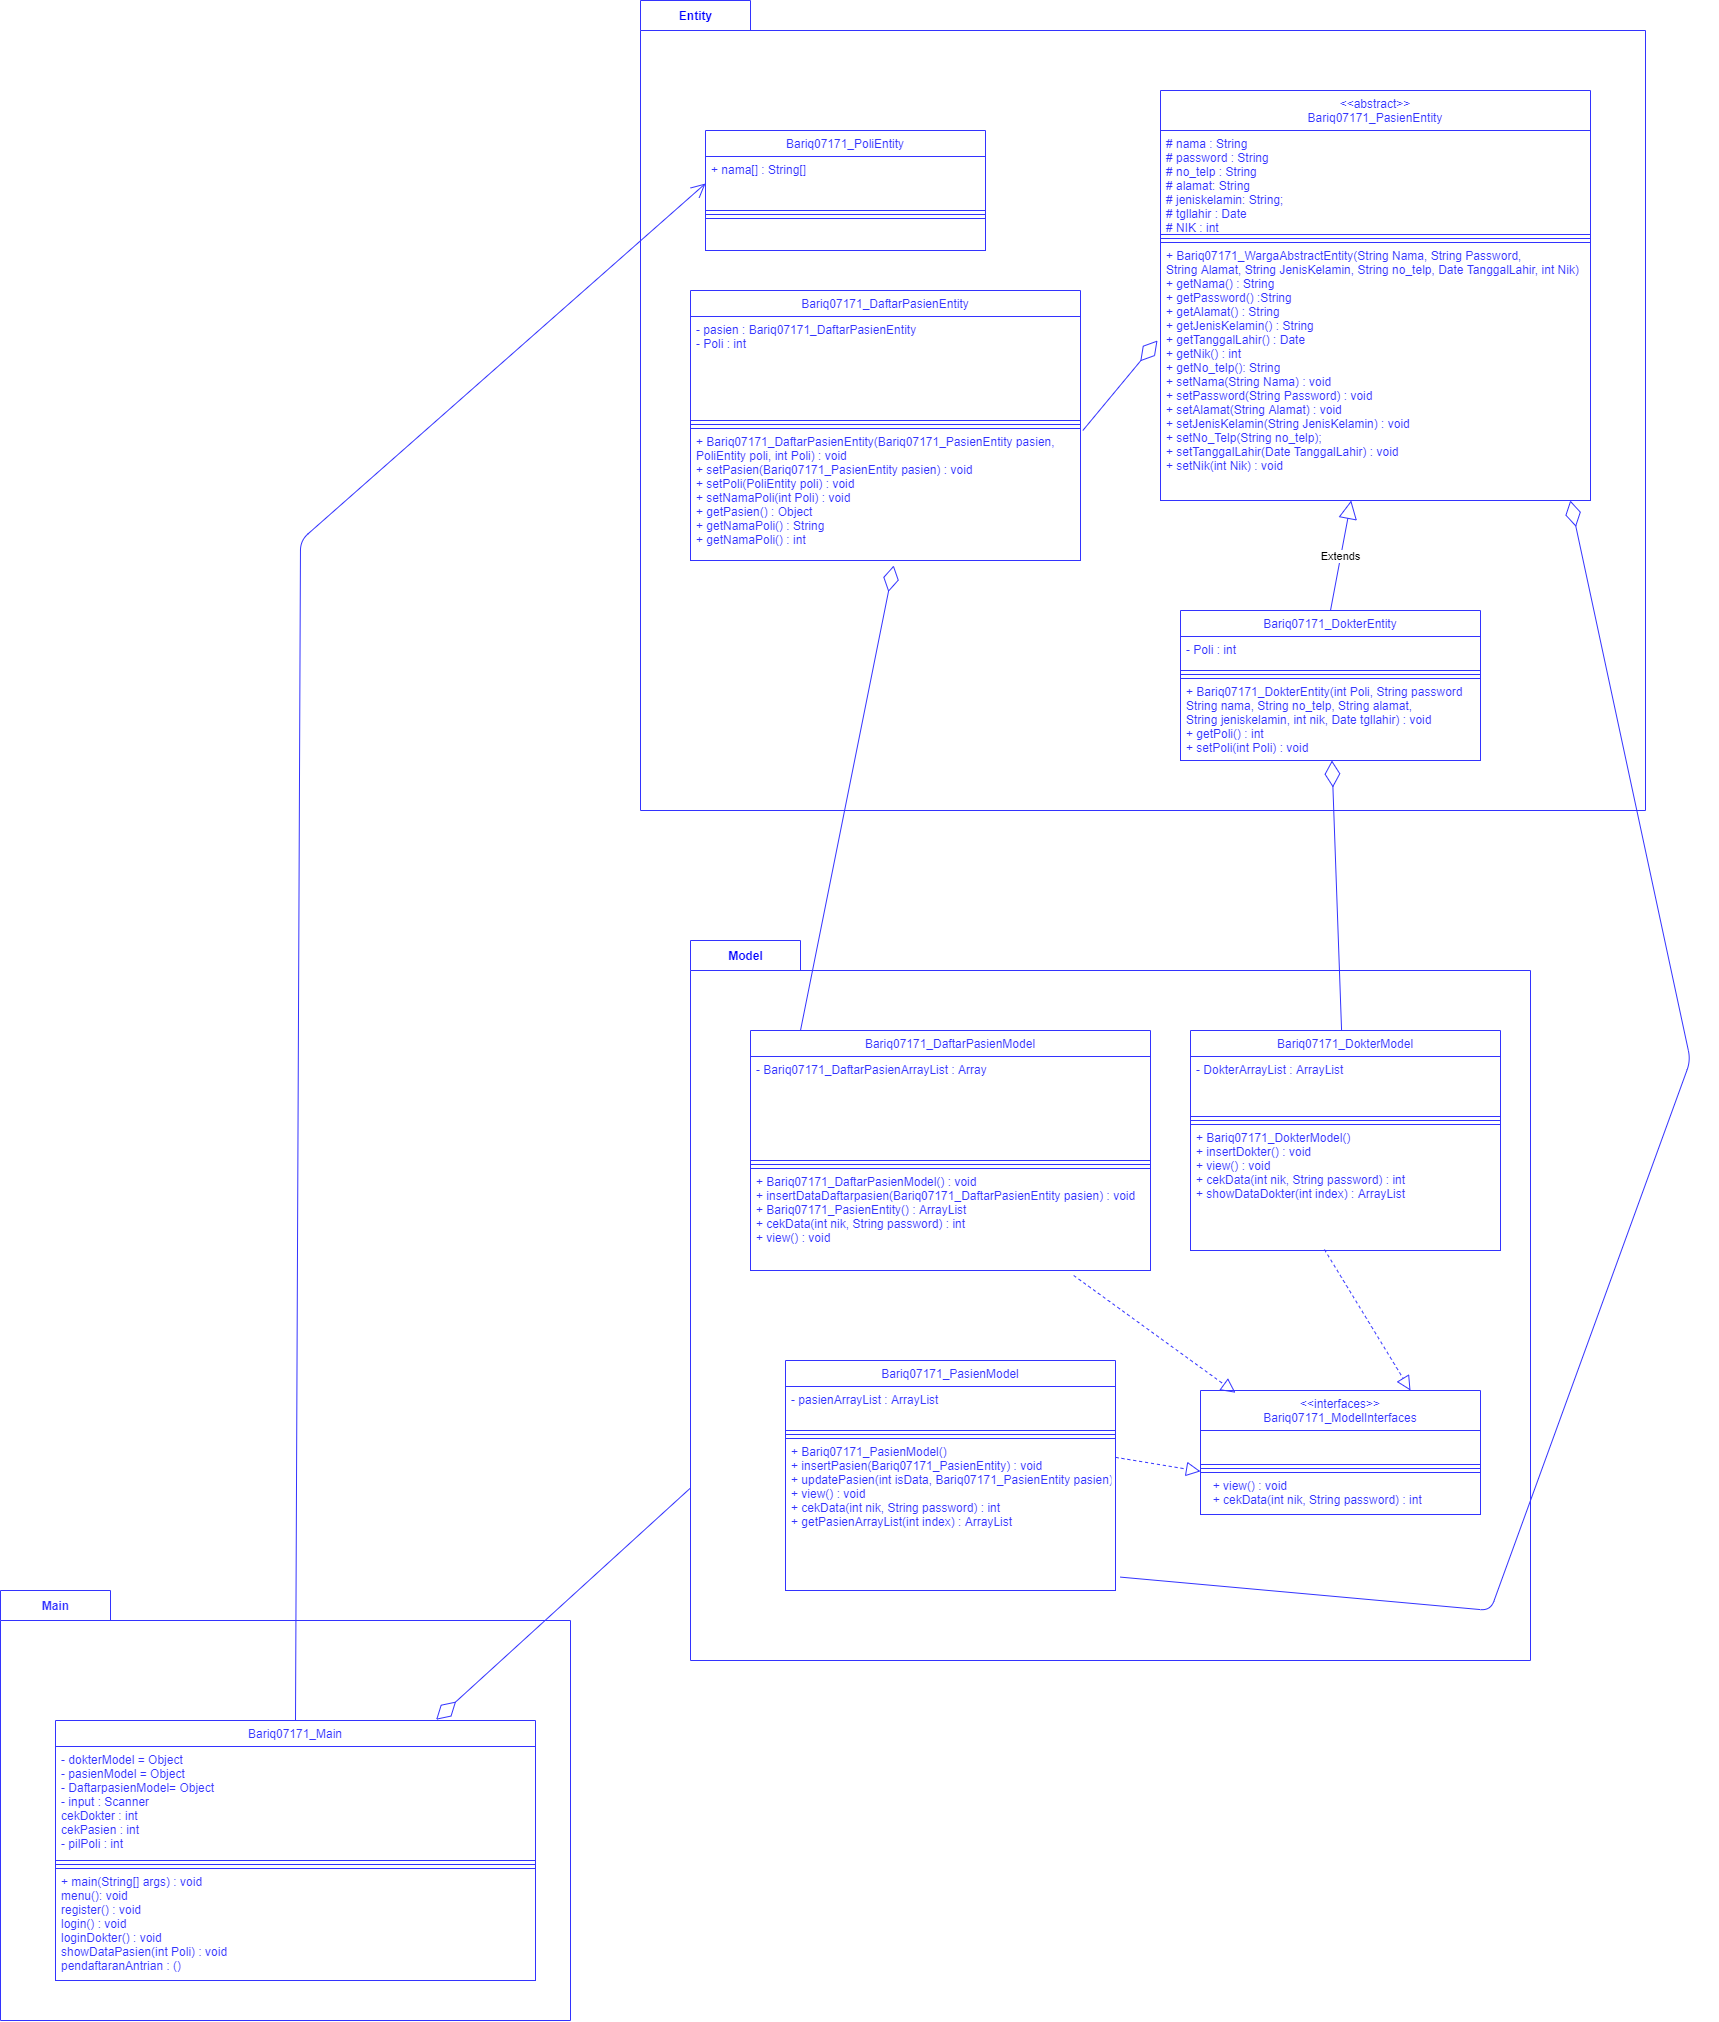 Entity
Bariq07171_PoliEntity
+ nama[] : String[]
<<abstract>>
Bariq07171_PasienEntity
# nama : String
# password : String
# no_telp : String
# alamat: String
# jeniskelamin: String;
# tgllahir : Date
# NIK : int
+ Bariq07171_WargaAbstractEntity(String Nama, String Password,
String Alamat, String JenisKelamin, String no_telp, Date TanggalLahir, int Nik)
+ getNama() : String
+ getPassword() :String
+ getAlamat() : String
+ getJenisKelamin() : String
+ getTanggalLahir() : Date
+ getNik() : int
+ getNo_telp(): String
+ setNama(String Nama) : void
+ setPassword(String Password) : void
+ setAlamat(String Alamat) : void
+ setJenisKelamin(String JenisKelamin) : void
+ setNo_Telp(String no_telp);
+ setTanggalLahir(Date TanggalLahir) : void
+ setNik(int Nik) : void
Bariq07171_DaftarPasienEntity
- pasien : Bariq07171_DaftarPasienEntity
- Poli : int
+ Bariq07171_DaftarPasienEntity(Bariq07171_PasienEntity pasien,
PoliEntity poli, int Poli) : void
+ setPasien(Bariq07171_PasienEntity pasien) : void
+ setPoli(PoliEntity poli) : void
+ setNamaPoli(int Poli) : void
+ getPasien() : Object
+ getNamaPoli() : String
+ getNamaPoli() : int
Extends
Bariq07171_DokterEntity
- Poli : int
+ Bariq07171_DokterEntity(int Poli, String password
String nama, String no_telp, String alamat,
String jeniskelamin, int nik, Date tgllahir) : void
+ getPoli() : int
+ setPoli(int Poli) : void
Model
Bariq07171_DaftarPasienModel
- Bariq07171_DaftarPasienArrayList : Array
+ Bariq07171_DaftarPasienModel() : void
+ insertDataDaftarpasien(Bariq07171_DaftarPasienEntity pasien) : void
+ Bariq07171_PasienEntity() : ArrayList
+ cekData(int nik, String password) : int
+ view() : void
Bariq07171_DokterModel
- DokterArrayList : ArrayList
+ Bariq07171_DokterModel()
+ insertDokter() : void
+ view() : void
+ cekData(int nik, String password) : int
+ showDataDokter(int index) : ArrayList
Bariq07171_PasienModel
- pasienArrayList : ArrayList
+ Bariq07171_PasienModel()
+ insertPasien(Bariq07171_PasienEntity) : void
+ updatePasien(int isData, Bariq07171_PasienEntity pasien)
+ view() : void
+ cekData(int nik, String password) : int
+ getPasienArrayList(int index) : ArrayList
<<interfaces>>
Bariq07171_ModelInterfaces
+ view() : void
+ cekData(int nik, String password) : int
Main
Bariq07171_Main
- dokterModel = Object
- pasienModel = Object
- DaftarpasienModel= Object
- input : Scanner
cekDokter : int
cekPasien : int
- pilPoli : int
+ main(String[] args) : void
menu(): void
register() : void
login() : void
loginDokter() : void
showDataPasien(int Poli) : void
pendaftaranAntrian : ()